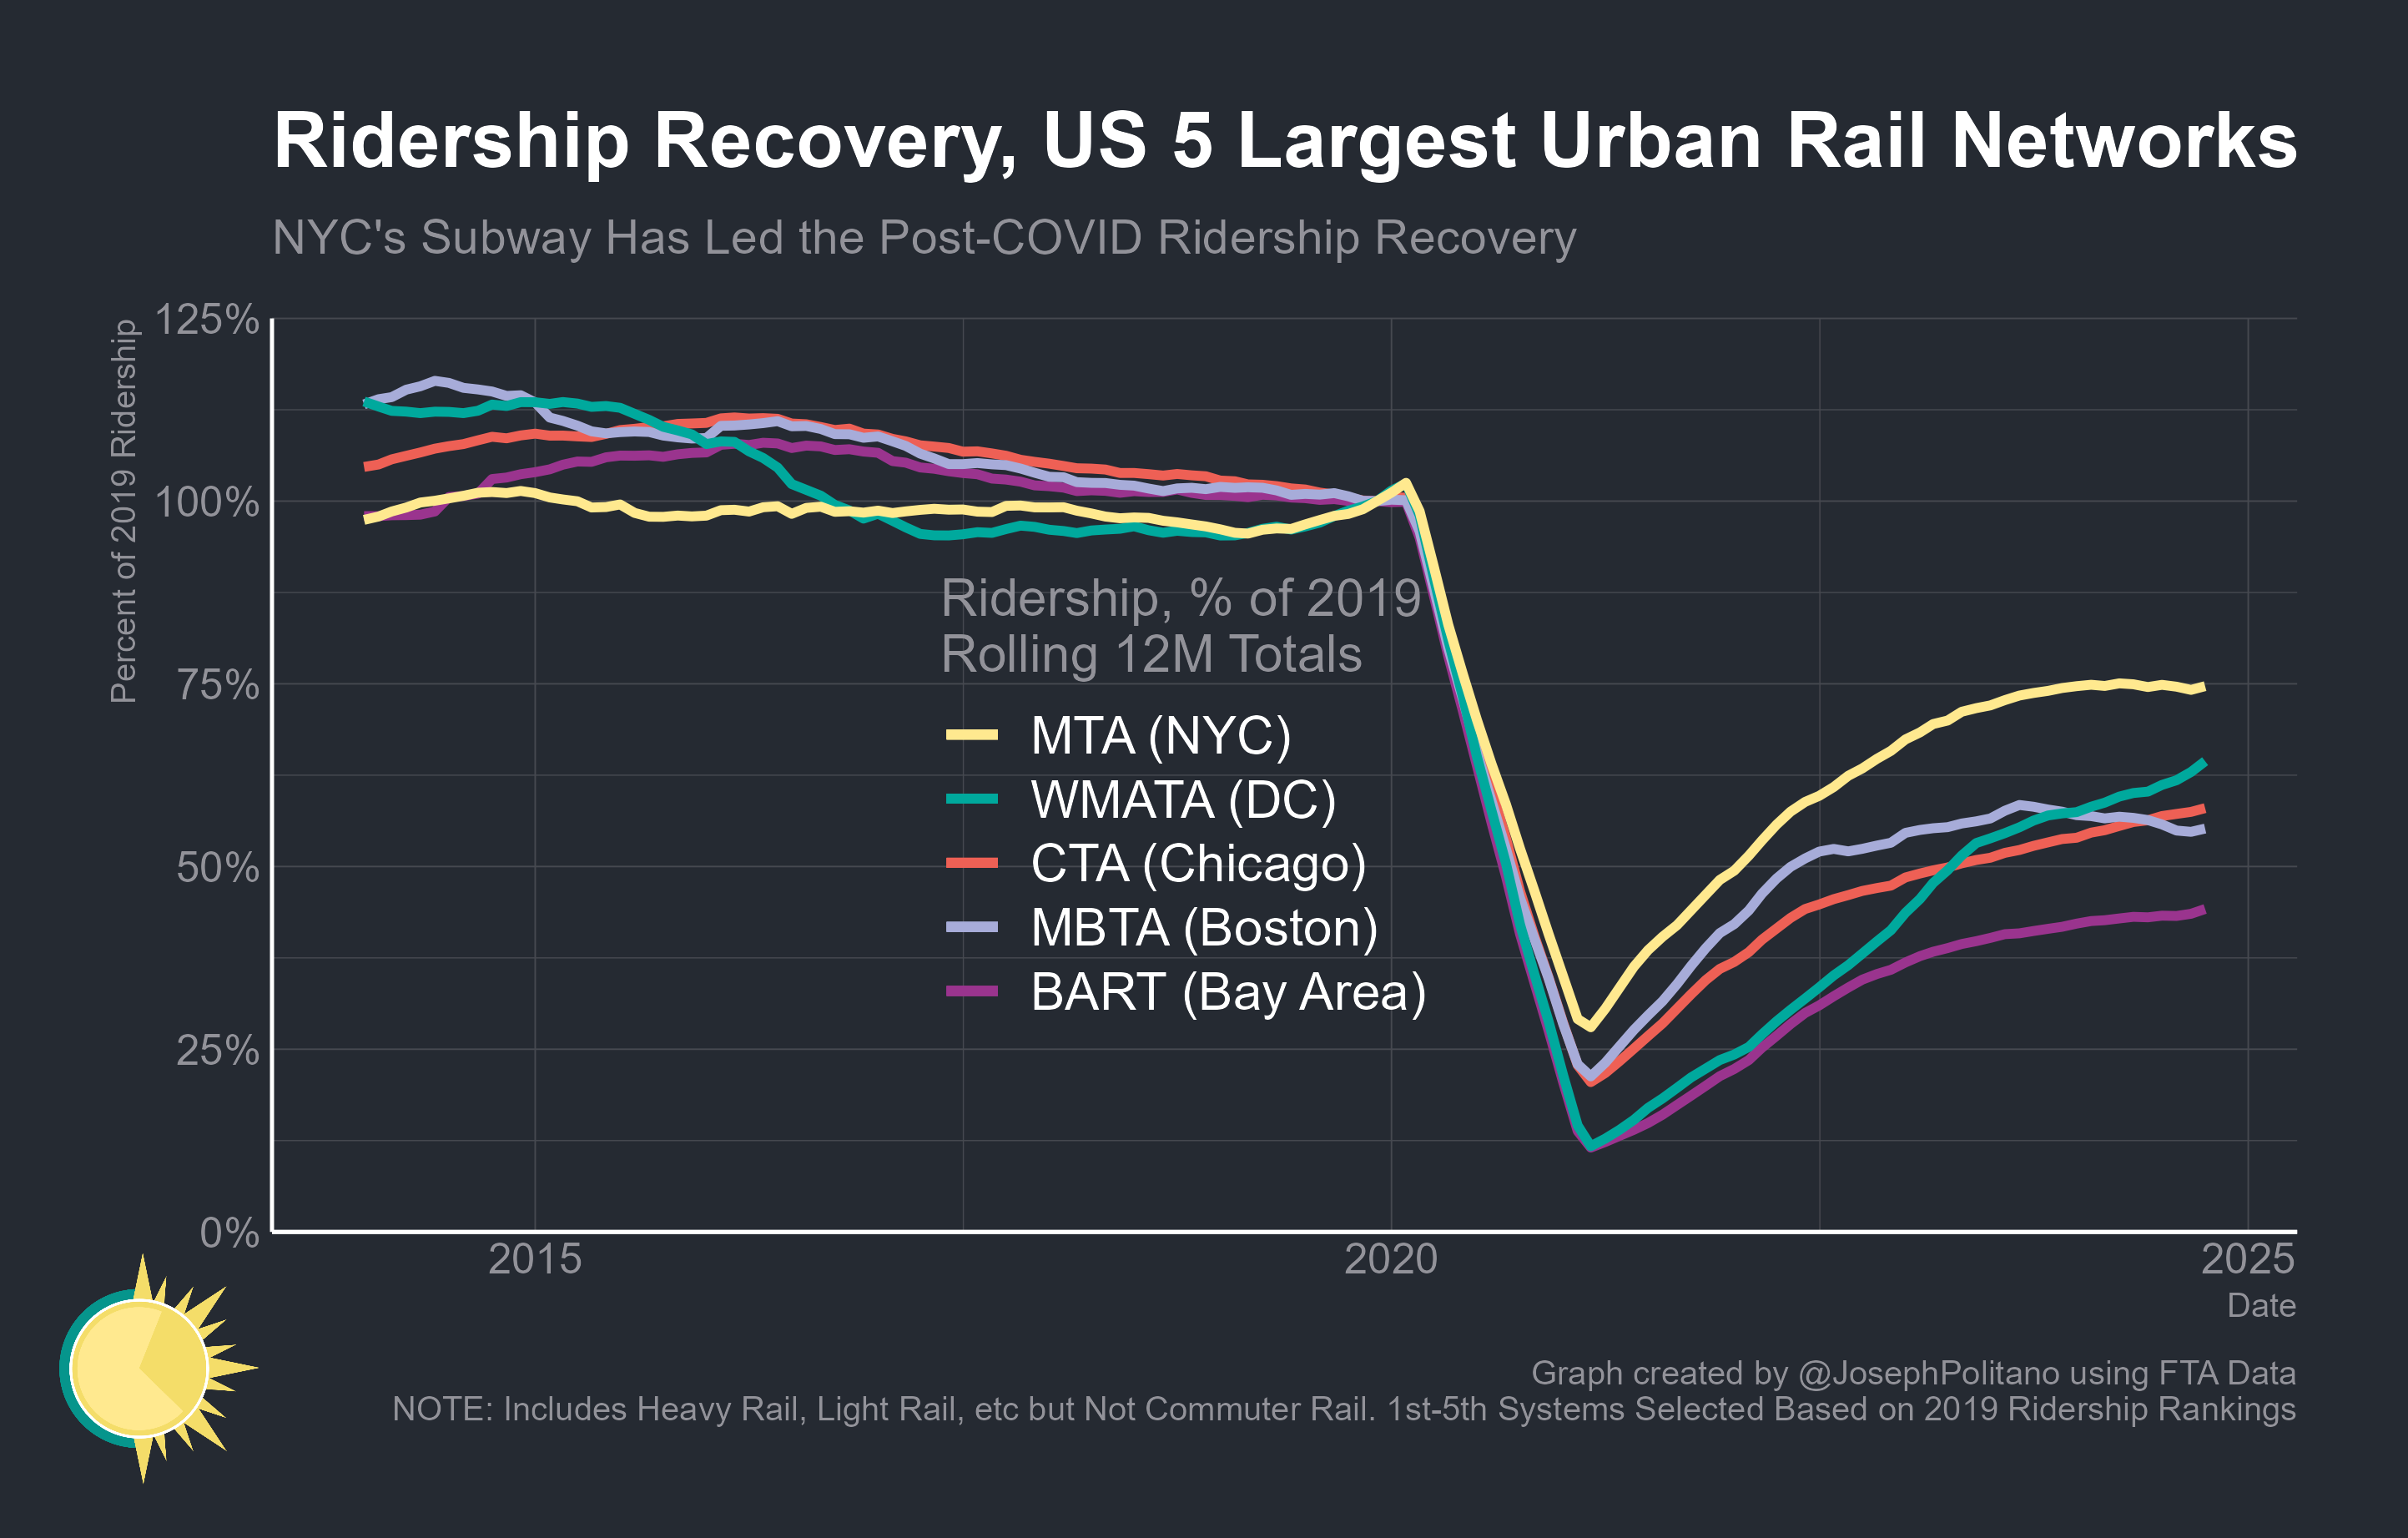 Ridership Recovery, US 5 Largest Urban Rail Networks
NYC's Subway Has Led the Post-COVID Ridership Recovery
Percent of 2019 Ridership
125%
100%
75%
50%
25%
0%
Ridership, % of 2019
Rolling 12M Totals
MTA (NYC)
WMATA (DC)
CTA (Chicago)
MBTA (Boston)
BART (Bay Area)
2015
2020
2025
Date
Graph created by @JosephPolitano using FTA Data
NOTE: Includes Heavy Rail, Light Rail, etc but Not Commuter Rail. 1st-5th Systems Selected Based on 2019 Ridership Rankings